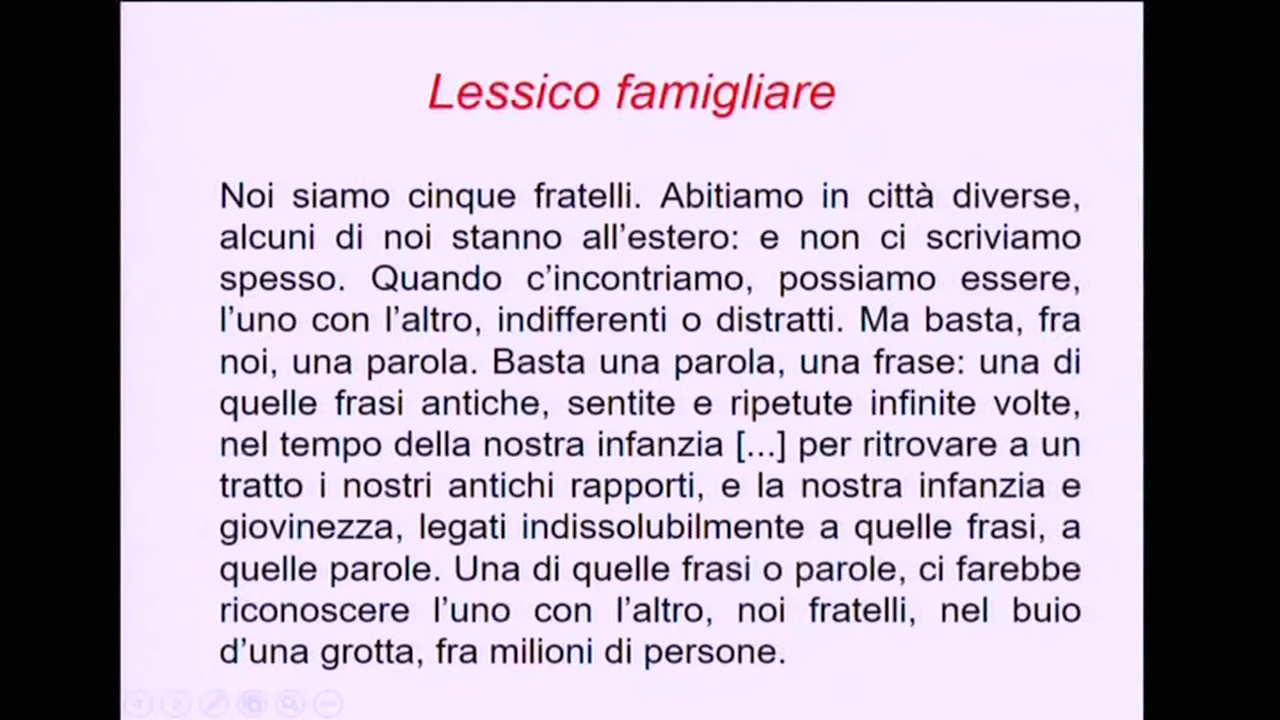 Lessico famigliare
Noi siamo cinque fratelli. Abitiamo in città diverse,
alcuni di noi stanno all’estero: e non ci scriviamo
spesso. Quando c’incontriamo, possiamo essere,
l’uno con l’altro, indifferenti o distratti. Ma basta, fra
noi, una parola. Basta una parola, una frase: una di
quelle frasi antiche, sentite e ripetute infinite volte,
nel tempo della nostra infanzia [...] per ritrovare a un
tratto i nostri antichi rapporti, e la nostra infanzia e
giovinezza, legati indissolubilmente a quelle frasi, a
quelle parole. Una di quelle frasi o parole, ci farebbe
riconoscere l’uno con l’altro, noi fratelli, nel buio
d’una grotta, fra milioni di persone.